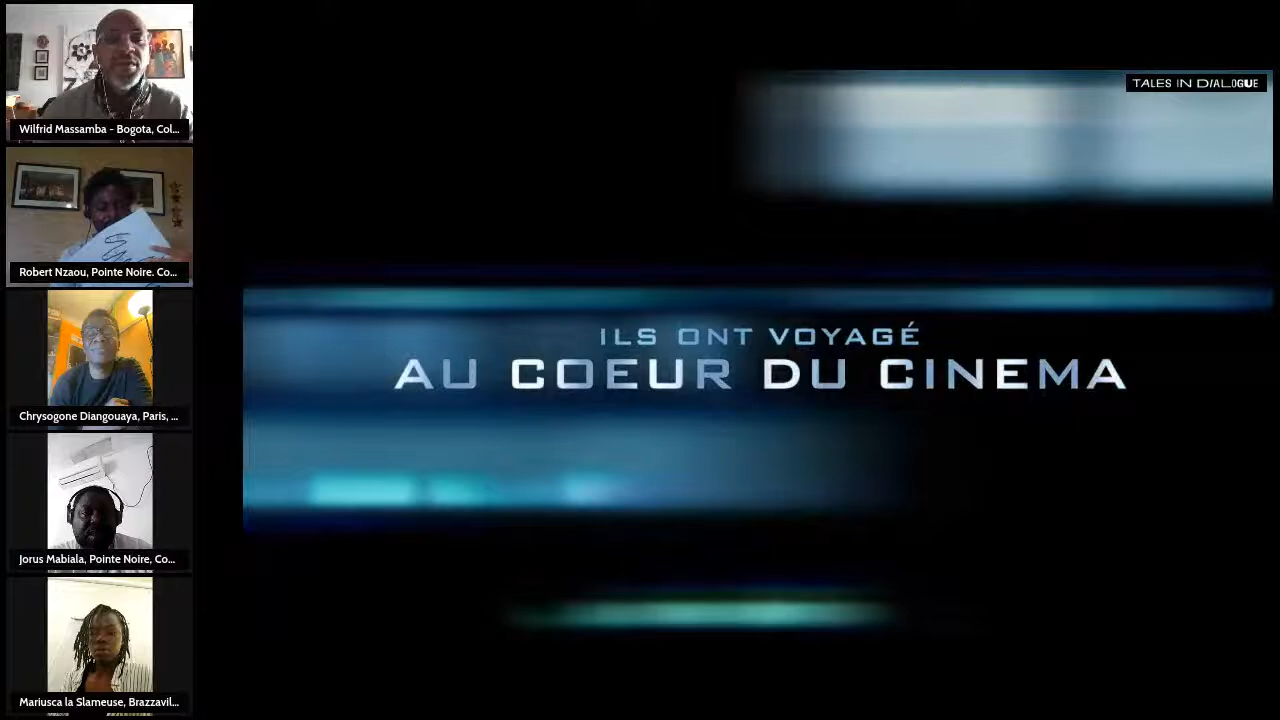 Wilfrid Massamba - Bogota, Col...
Robert Nzaou, Pointe Noire. Co...
Chrysogone Diangouaya, Paris, ...
Jorus Mabiala, Pointe Noire, Co...
Mariusca la Slameuse, Brazzavil...
TALES IN DIALOGUE
ILS ONT VOYAGÉ
AU COEUR DU CINEMA